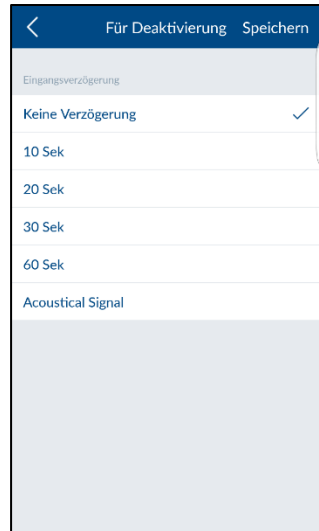 Für Deaktivierung Speichern
Eingangsverzögerung
Keine Verzögerung
10 Sek
20 Sek
30 Sek
60 Sek
Acoustical Signal